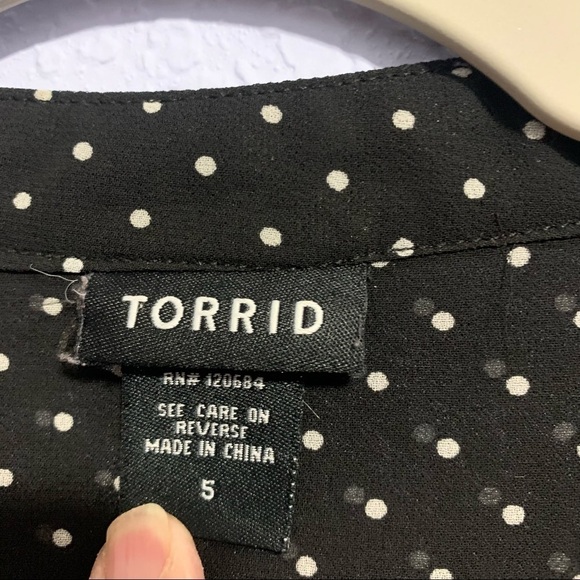 TORRID
RN# 120684
SEE CARE ON
REVERSE
MADE IN CHINA
5